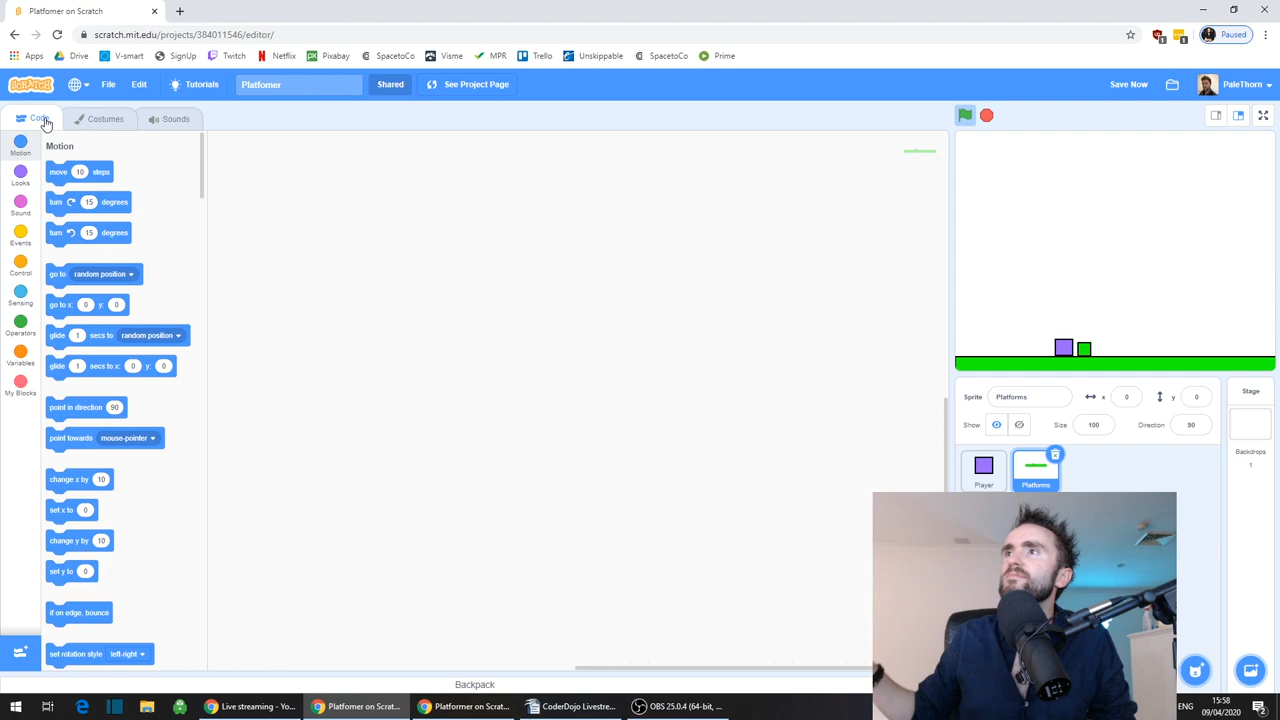 Platfomer on Scratch
scratch.mit.edu/projects/384011546/editor/
Paused
Apps Drive V-smart SignUp Twitch Netflix Pixabay SpacetoCo Visme MPR Trello Unskippable SpacetoCo Prime
SCRATCH File Edit Tutorials Platfomer Shared See Project Page Save Now PaleThorn
Code Costumes Sounds
Motion
Looks
Sound
Events
Control
Sensing
Operators
Variables
My Blocks
Motion
move 10 steps
turn 15 degrees
turn 15 degrees
go to random position
go to x: 0 y: 0
glide 1 secs to random position
glide 1 secs to x: 0 y: 0
point in direction 90
point towards mouse-pointer
change x by 10
set x to 0
change y by 10
set y to 0
if on edge, bounce
set rotation style left-right
Sprite Platforms x 0 y 0
Show Size 100 Direction 90
Player Platforms
Stage
Backdrops
1
Backpack
Live streaming - Yo...
Platfomer on Scrat...
Platfomer on Scrat...
CoderDojo Livestre...
OBS 25.0.4 (64-bit, ...
ENG
15:58
09/04/2020
2